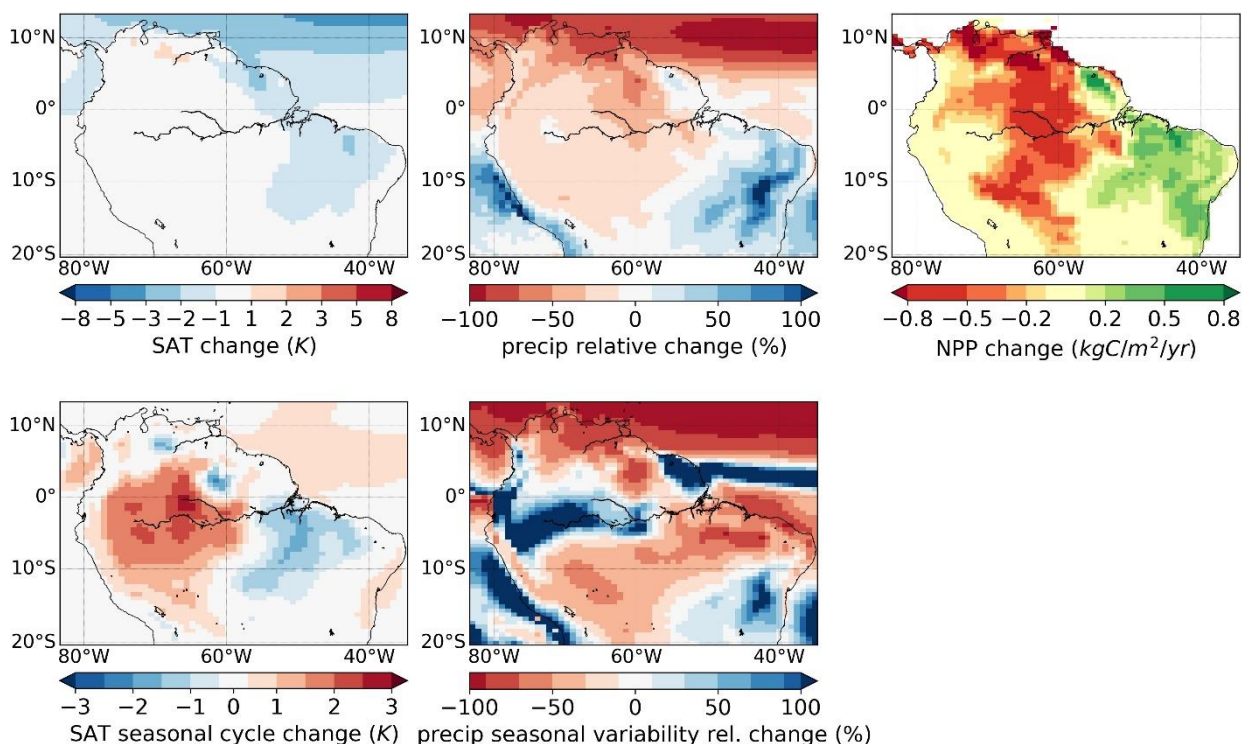 10°N
0°
10°S
20°S
80°W 60°W 40°W
−8 −5 −3 −2 −1 1 2 3 5 8
SAT change (K)
10°N
0°
10°S
20°S
80°W 60°W 40°W
−100 −50 0 50 100
precip relative change (%)
10°N
0°
10°S
20°S
80°W 60°W 40°W
−0.8 −0.5 −0.2 0.2 0.5 0.8
NPP change (kgC/m²/yr)
10°N
0°
10°S
20°S
80°W 60°W 40°W
−3 −2 −1 0 1 2 3
SAT seasonal cycle change (K)
10°N
0°
10°S
20°S
80°W 60°W 40°W
−100 −50 0 50 100
precip seasonal variability rel. change (%)